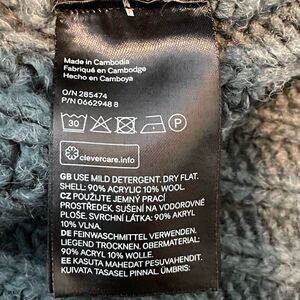 Made in Cambodia
Fabriqué en Cambodge
Hecho en Camboya
O/N 285474
P/N 0662948 8
30 P
clevercare.info
GB USE MILD DETERGENT. DRY FLAT.
SHELL: 90% ACRYLIC 10% WOOL
CZ POUŽIJTE JEMNÝ PRACÍ
PROSTŘEDEK. SUŠENÍ NA VODOROVNÉ
PLOŠE. SVRCHNÍ LÁTKA: 90% AKRYL
10% VLNA.
DE FEINWASCHMITTEL VERWENDEN.
LIEGEND TROCKNEN. OBERMATERIAL:
90% ACRYL 10% WOLLE.
EE KASUTA MAHEDAT PESUVAHENDIT.
KUIVATA TASASEL PINNAL. ÜMBRIS: